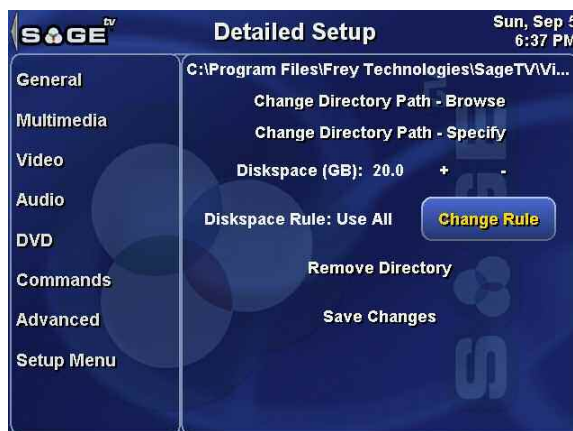 SAGE tv
Detailed Setup
Sun, Sep 5
6:37 PM
General
Multimedia
Video
Audio
DVD
Commands
Advanced
Setup Menu
C:\Program Files\Frey Technologies\SageTV\Vi...
Change Directory Path - Browse
Change Directory Path - Specify
Diskspace (GB): 20.0 + -
Diskspace Rule: Use All
Change Rule
Remove Directory
Save Changes
SAGE tv